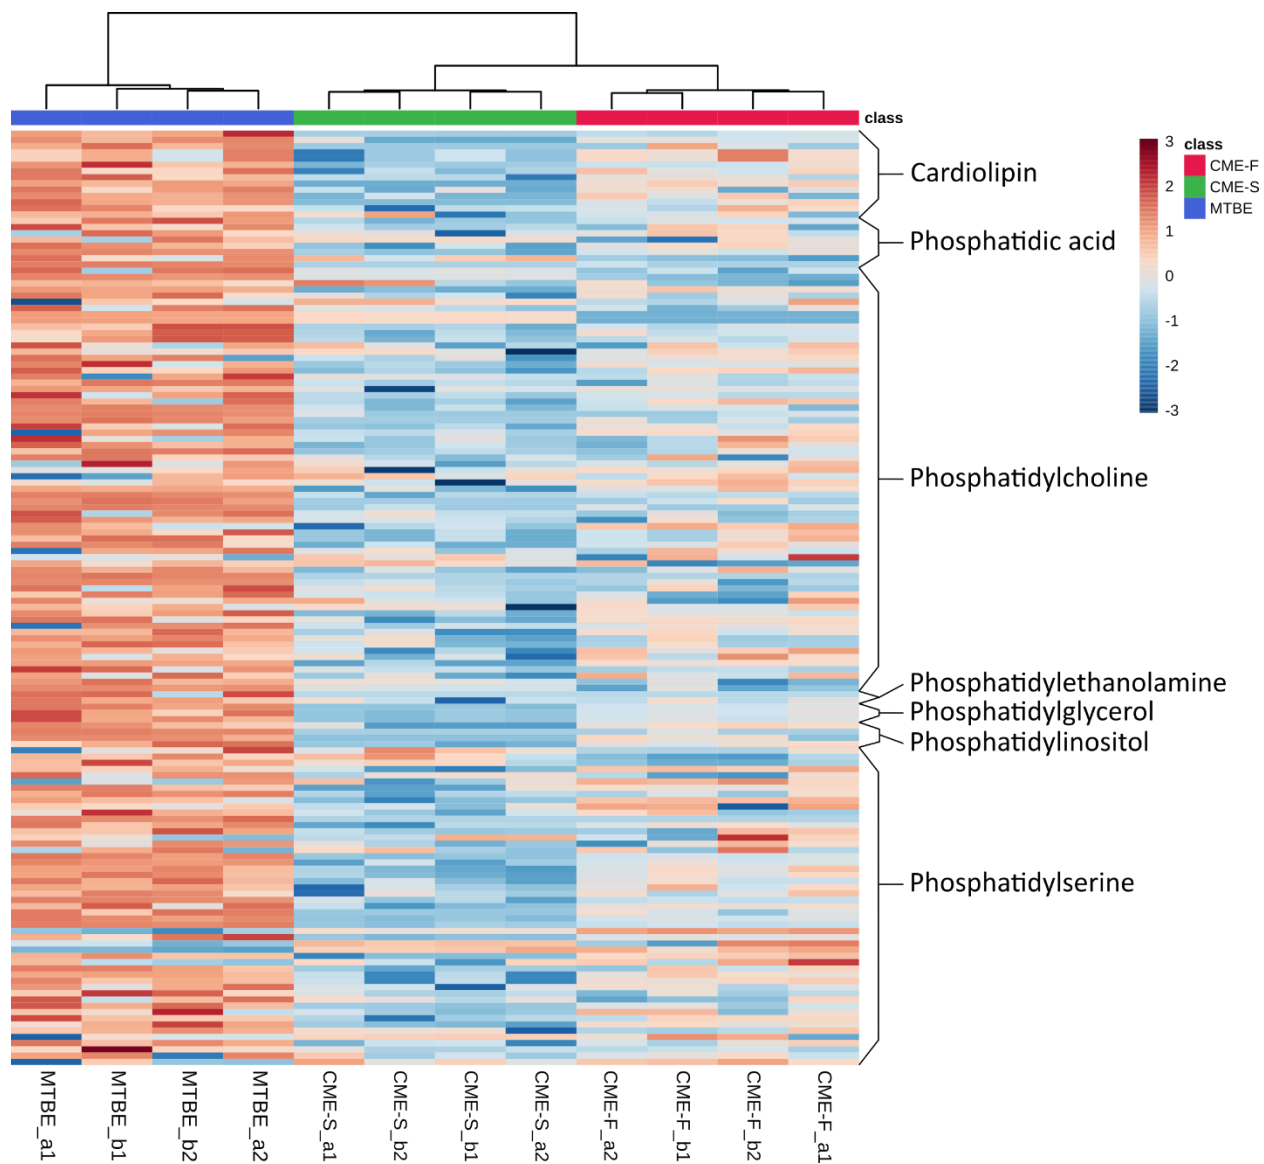 class
Cardiolipin
Phosphatidic acid
Phosphatidylcholine
Phosphatidylethanolamine
Phosphatidylglycerol
Phosphatidylinositol
Phosphatidylserine
3
2
1
0
-1
-2
-3
class
CME-F
CME-S
MTBE
MTBE_a1
MTBE_b1
MTBE_b2
MTBE_a2
CME-S_a1
CME-S_b2
CME-S_b1
CME-S_a2
CME-F_a2
CME-F_b1
CME-F_b2
CME-F_a1